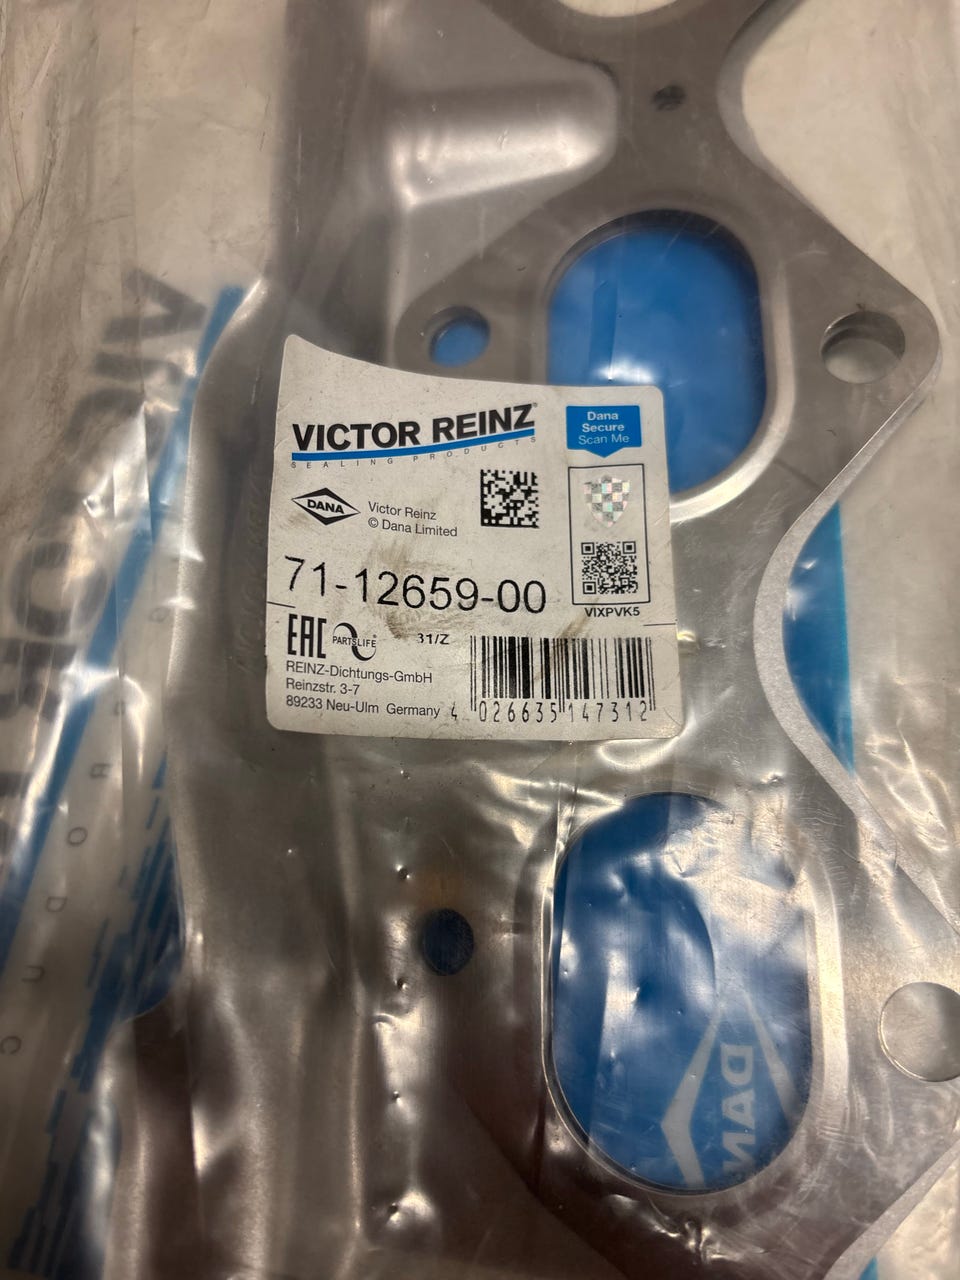 VICTOR REINZ®
SEALING PRODUCTS
Dana
Secure
Scan Me
DANA
Victor Reinz
© Dana Limited
71-12659-00
VIXPVK5
EAC
PARTSLIFE®
31/Z
REINZ-Dichtungs-GmbH
Reinzstr. 3-7
89233 Neu-Ulm Germany
4 026635 147312
DANA